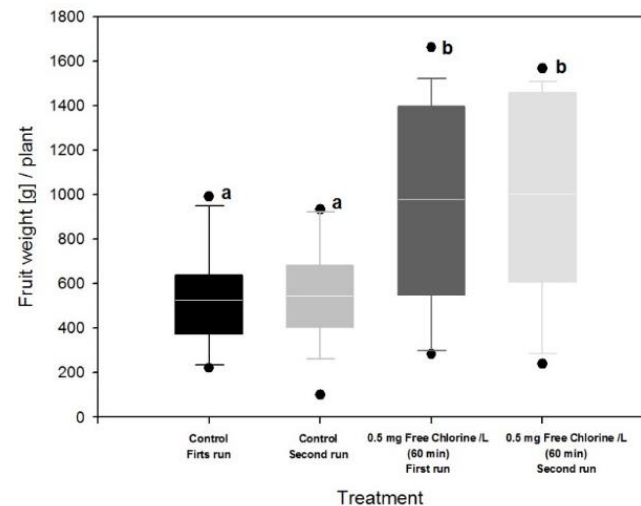 1800
1600
1400
1200
1000
800
600
400
200
0
Fruit weight [g] / plant
a
a
b
b
Control
Firts run
Control
Second run
0.5 mg Free Chlorine /L
(60 min)
First run
0.5 mg Free Chlorine /L
(60 min)
Second run
Treatment